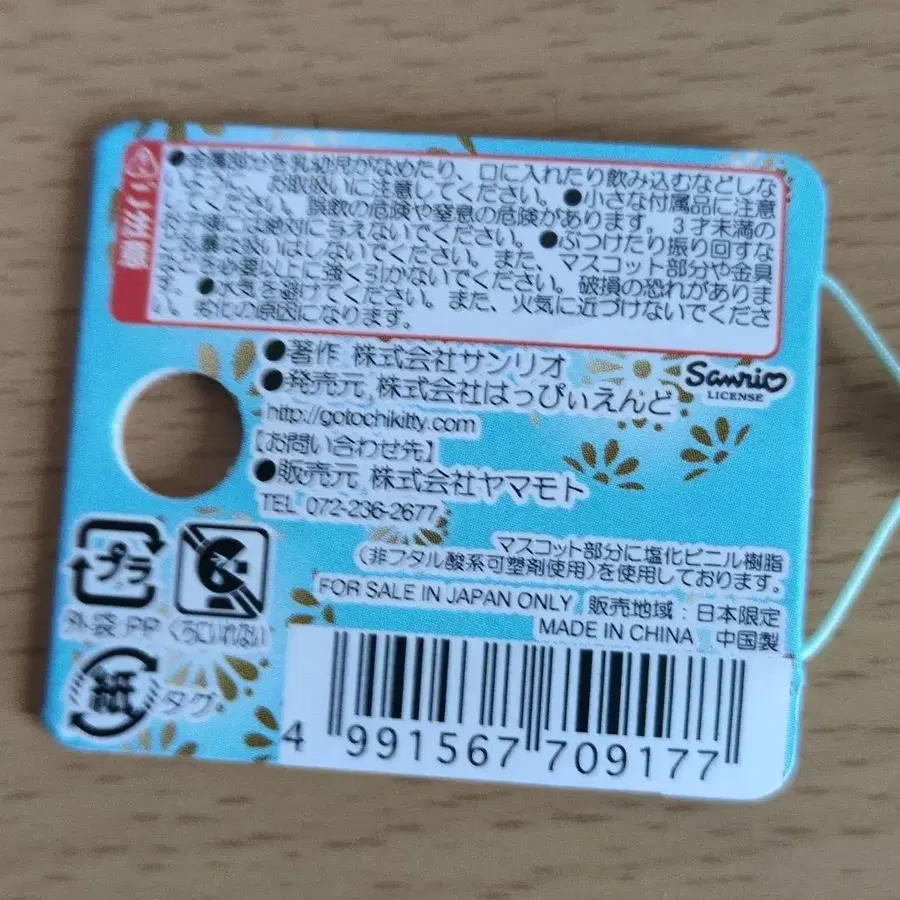 ご注意
●金属部分を乳幼児がなめたり、口に入れたり飲み込むなどしな
いように、お取扱いに注意してください。●小さな付属品に注意
。誤飲の危険や窒息の危険があります。3才未満の
お子様には絶対に与えないでください。●ぶつけたり振り回すな
ど乱暴な扱いはしないでください。また、マスコット部分や金具
などを必要以上に強く引かないでください。破損の恐れがありま
す。●水気を避けてください。また、火気に近づけないでくださ
い。劣化の原因になります。
●著作 株式会社サンリオ
●発売元 株式会社はっぴぃえんど
Sanrio
LICENSE
http://gotochikitty.com
【お問い合わせ先】
●販売元 株式会社ヤマモト
TEL 072-236-2677
マスコット部分に塩化ビニル樹脂
(非フタル酸系可塑剤使用)を使用しております。
FOR SALE IN JAPAN ONLY 販売地域:日本限定
MADE IN CHINA 中国製
プラ
外袋:PP
くちにいれない
紙
タグ
4 991567 709177